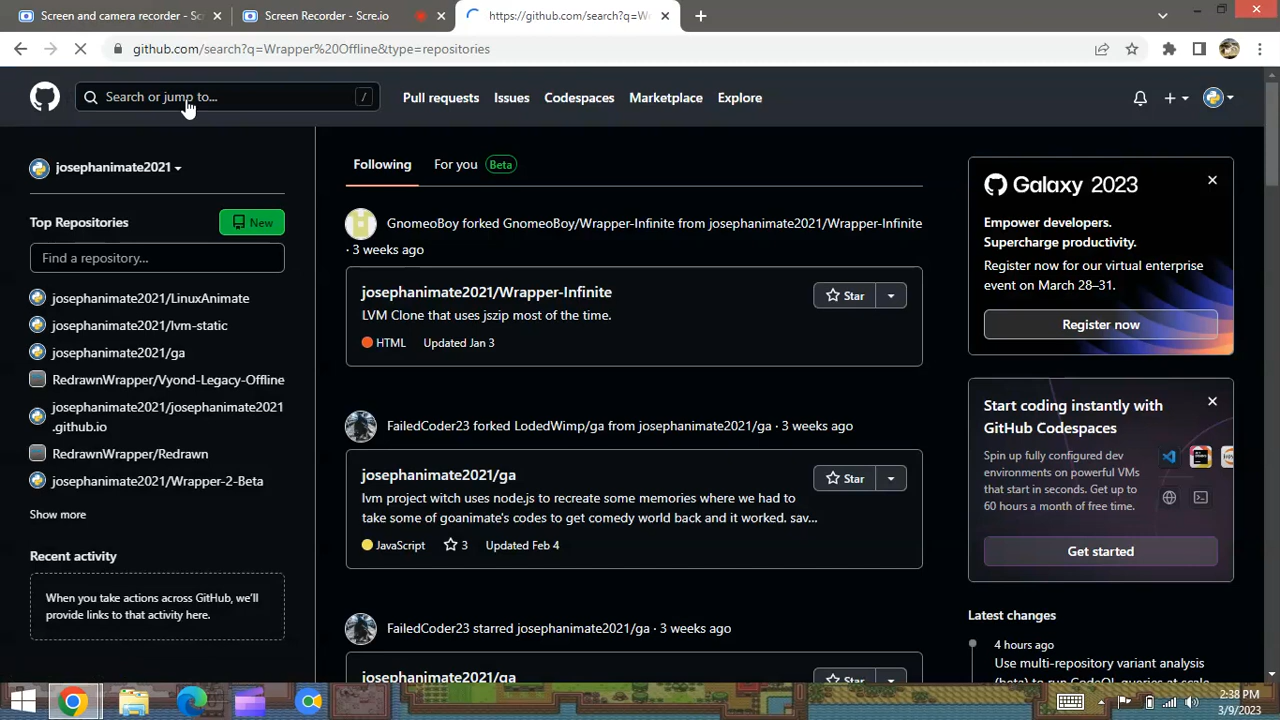 Screen and camera recorder - Sc
Screen Recorder - Scre.io
https://github.com/search?q=Wr
github.com/search?q=Wrapper%20Offline&type=repositories
Search or jump to...
/
Pull requests
Issues
Codespaces
Marketplace
Explore
josephanimate2021
Top Repositories
New
Find a repository...
josephanimate2021/LinuxAnimate
josephanimate2021/lvm-static
josephanimate2021/ga
RedrawnWrapper/Vyond-Legacy-Offline
josephanimate2021/josephanimate2021
.github.io
RedrawnWrapper/Redrawn
josephanimate2021/Wrapper-2-Beta
Show more
Recent activity
When you take actions across GitHub, we'll
provide links to that activity here.
Following
For you Beta
GnomeoBoy forked GnomeoBoy/Wrapper-Infinite from josephanimate2021/Wrapper-Infinite
· 3 weeks ago
josephanimate2021/Wrapper-Infinite
Star
LVM Clone that uses jszip most of the time.
HTML Updated Jan 3
FailedCoder23 forked LodedWimp/ga from josephanimate2021/ga · 3 weeks ago
josephanimate2021/ga
Star
lvm project witch uses node.js to recreate some memories where we had to
take some of goanimate's codes to get comedy world back and it worked. sav...
JavaScript 3 Updated Feb 4
FailedCoder23 starred josephanimate2021/ga · 3 weeks ago
josephanimate2021/ga
Star
Galaxy 2023
Empower developers.
Supercharge productivity.
Register for our virtual enterprise
event on March 28–31.
Register now
Start coding instantly with
GitHub Codespaces
Spin up fully configured dev
environments on powerful VMs
that start in seconds. Get up to
60 hours a month of free time.
Get started
Latest changes
4 hours ago
Use multi-repository variant analysis
2:38 PM
3/9/2023